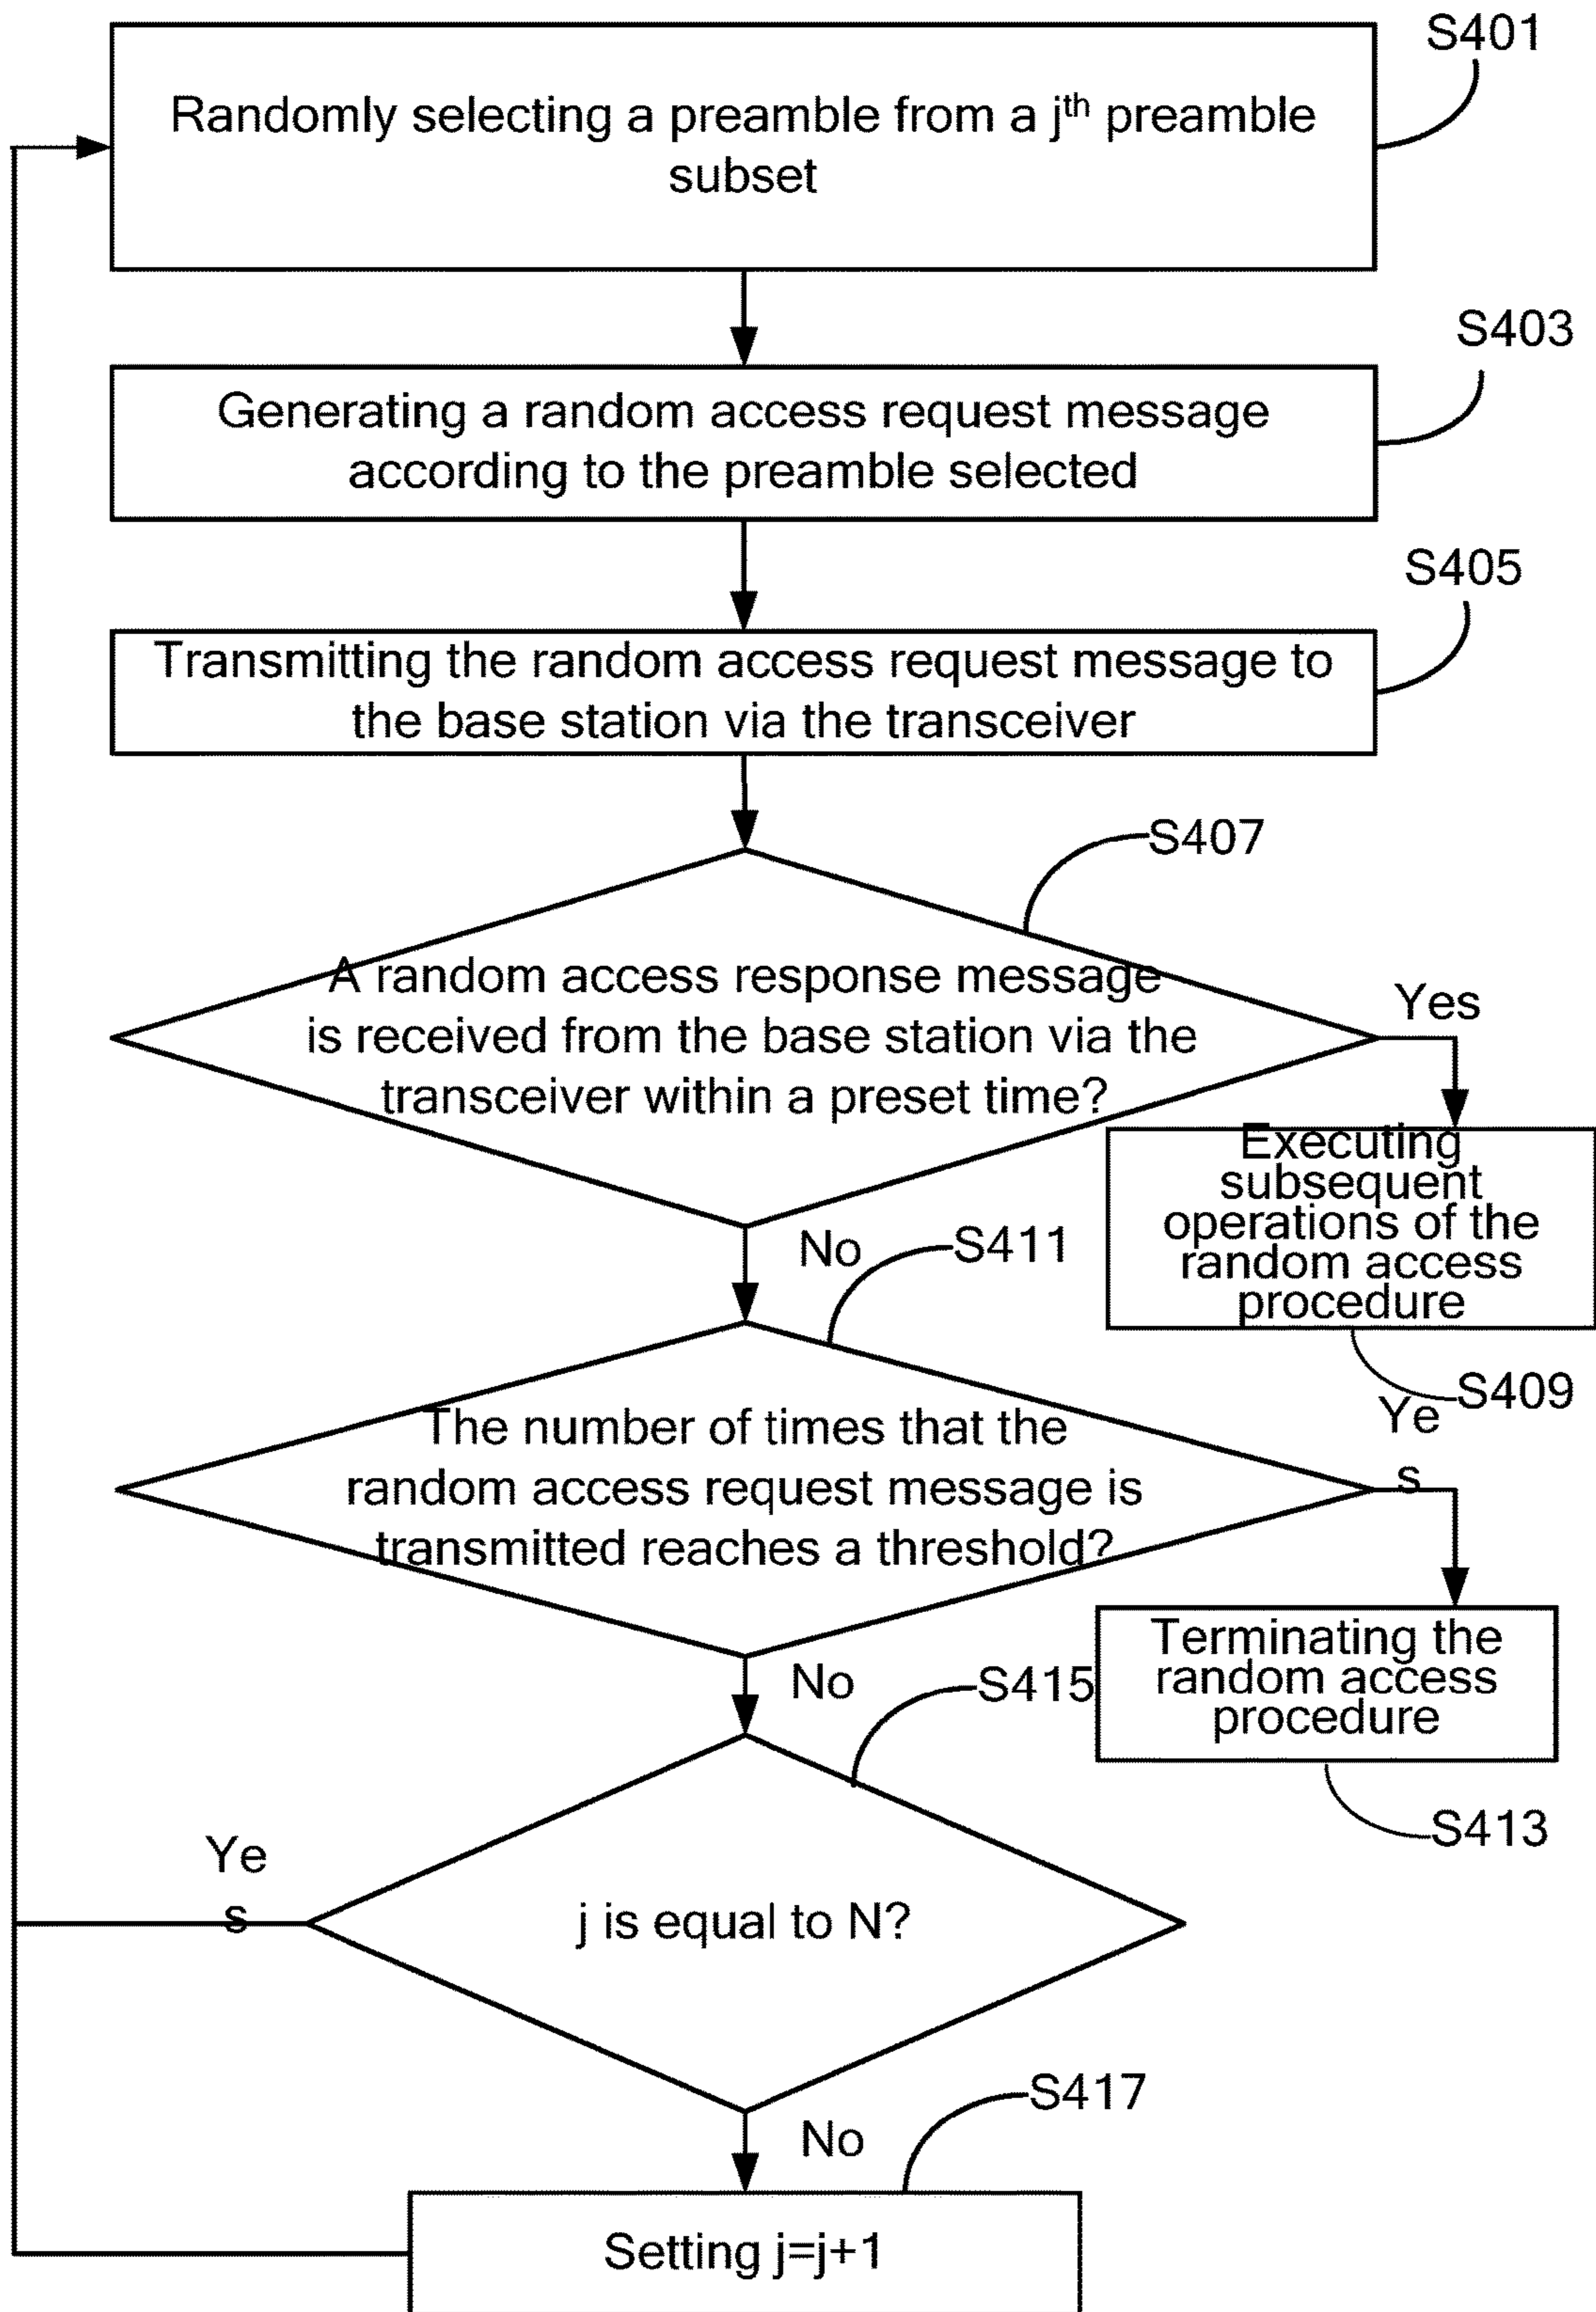 S401
Randomly selecting a preamble from a jth preamble
subset
S403
Generating a random access request message
according to the preamble selected
S405
Transmitting the random access request message to
the base station via the transceiver
S407
A random access response message
is received from the base station via the
transceiver within a preset time?
Yes
Executing
subsequent
operations of the
random access
procedure
No
S411
S409
The number of times that the
random access request message is
transmitted reaches a threshold?
Ye
s
Terminating the
random access
procedure
No
S415
S413
Ye
s
j is equal to N?
S417
No
Setting j=j+1